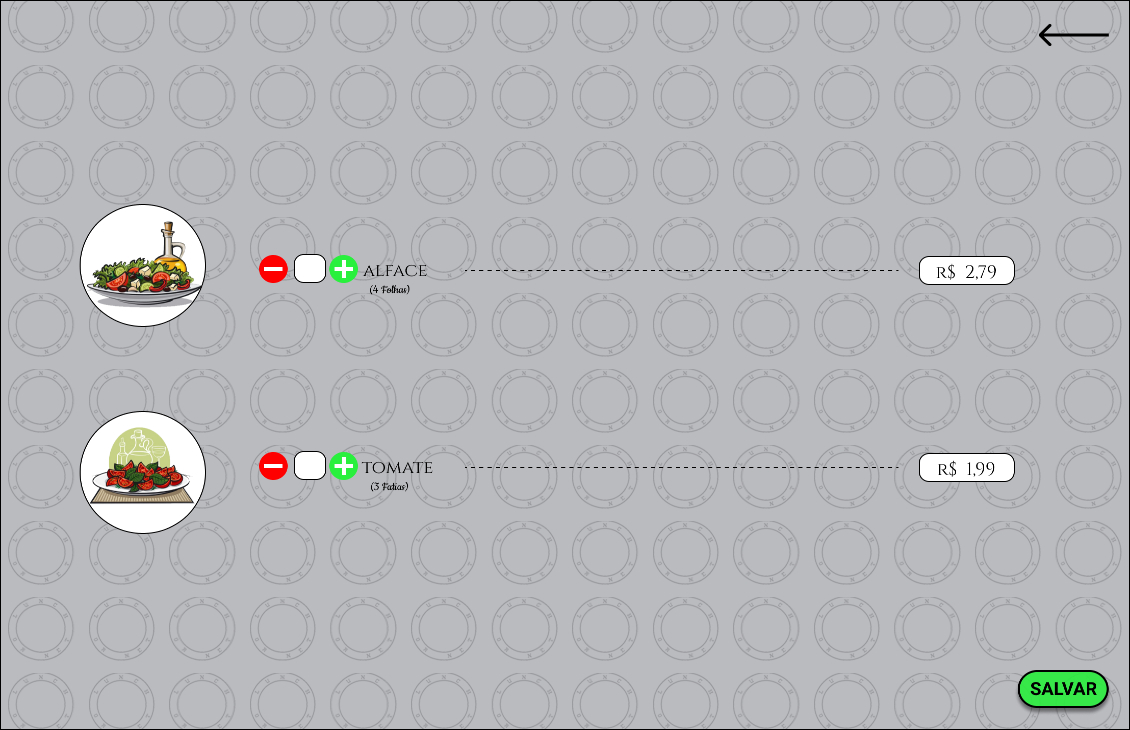 ALFACE
R$ 2,79
(4 Folhas)
TOMATE
R$ 1,99
(3 Fatias)
SALVAR